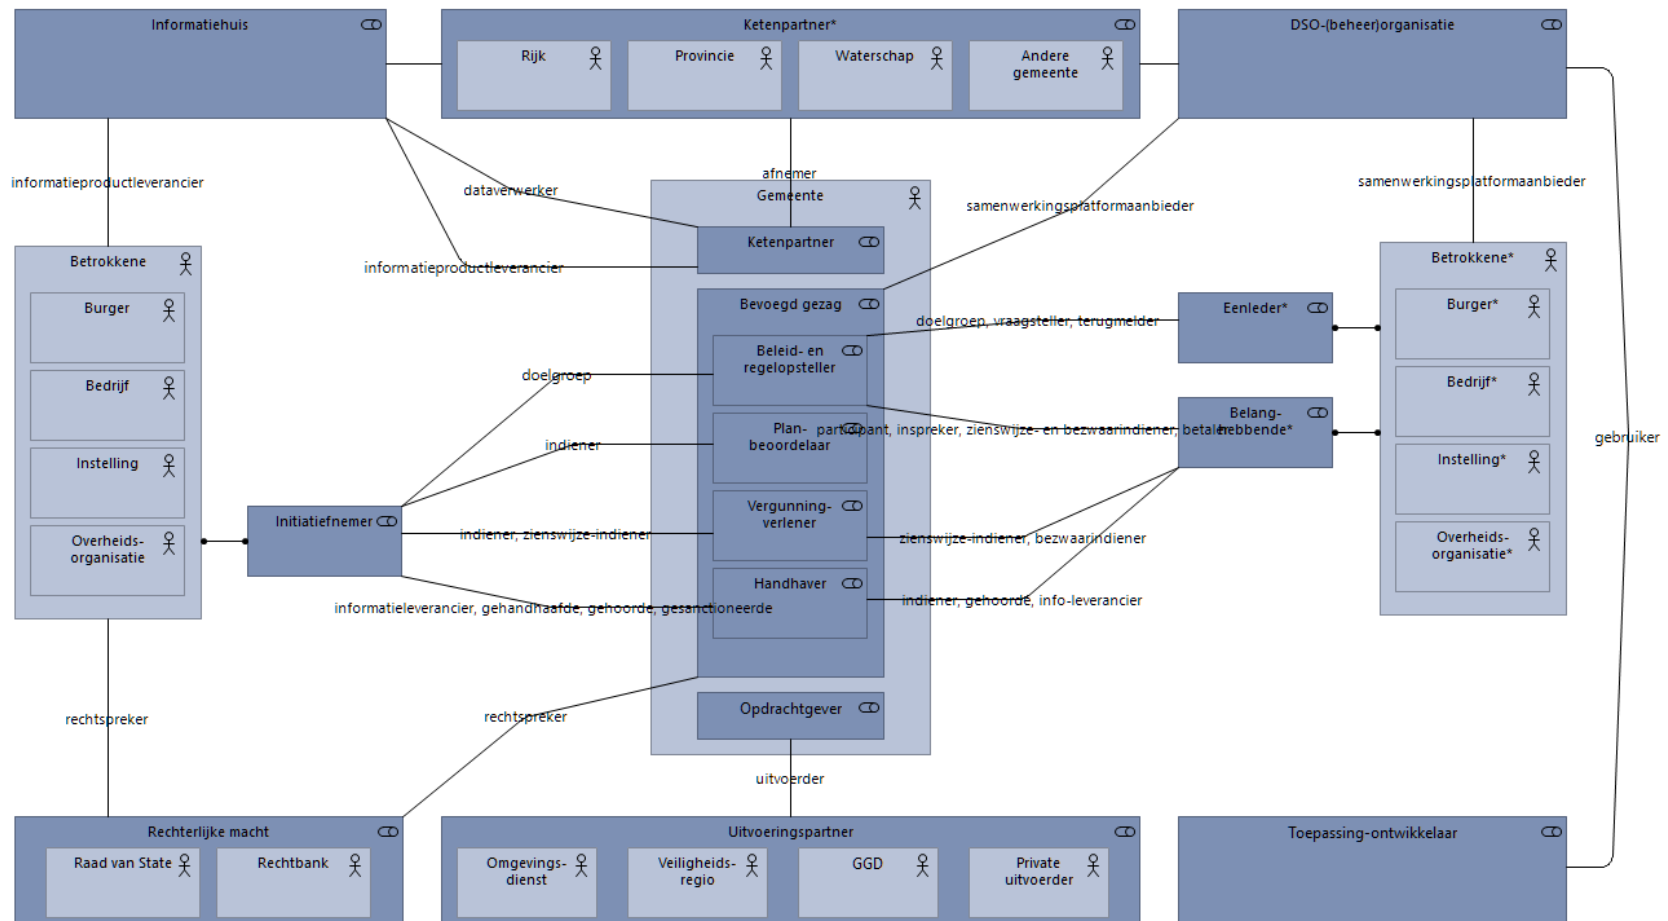 Informatiehuis
Ketenpartner*
DSO-(beheer)organisatie
Rijk
Provincie
Waterschap
Andere
gemeente
informatieproductleverancier
dataverwerker
afnemer
Gemeente
samenwerkingsplatformaanbieder
samenwerkingsplatformaanbieder
Ketenpartner
informatieproductleverancier
Betrokkene
Burger
Bedrijf
Instelling
Overheids-
organisatie
Initiatiefnemer
Bevoegd gezag
Beleid- en
regelopsteller
Plan-
beoordelaar
Vergunning-
verlener
Handhaver
Opdrachtgever
doelgroep
indiener
indiener, zienswijze-indiener
informatieleverancier, gehandhaafde, gehoorde, gesanctioneerde
doelgroep, vraagsteller, terugmelder
participant, inspreker, zienswijze- en bezwaarindiener, betaler
zienswijze-indiener, bezwaarindiener
indiener, gehoorde, info-leverancier
Eenleder*
Belang-
hebbende*
Betrokkene*
Burger*
Bedrijf*
Instelling*
Overheids-
organisatie*
gebruiker
rechtspreker
rechtspreker
uitvoerder
Rechterlijke macht
Raad van State
Rechtbank
Uitvoeringspartner
Omgevings-
dienst
Veiligheids-
regio
GGD
Private
uitvoerder
Toepassing-ontwikkelaar